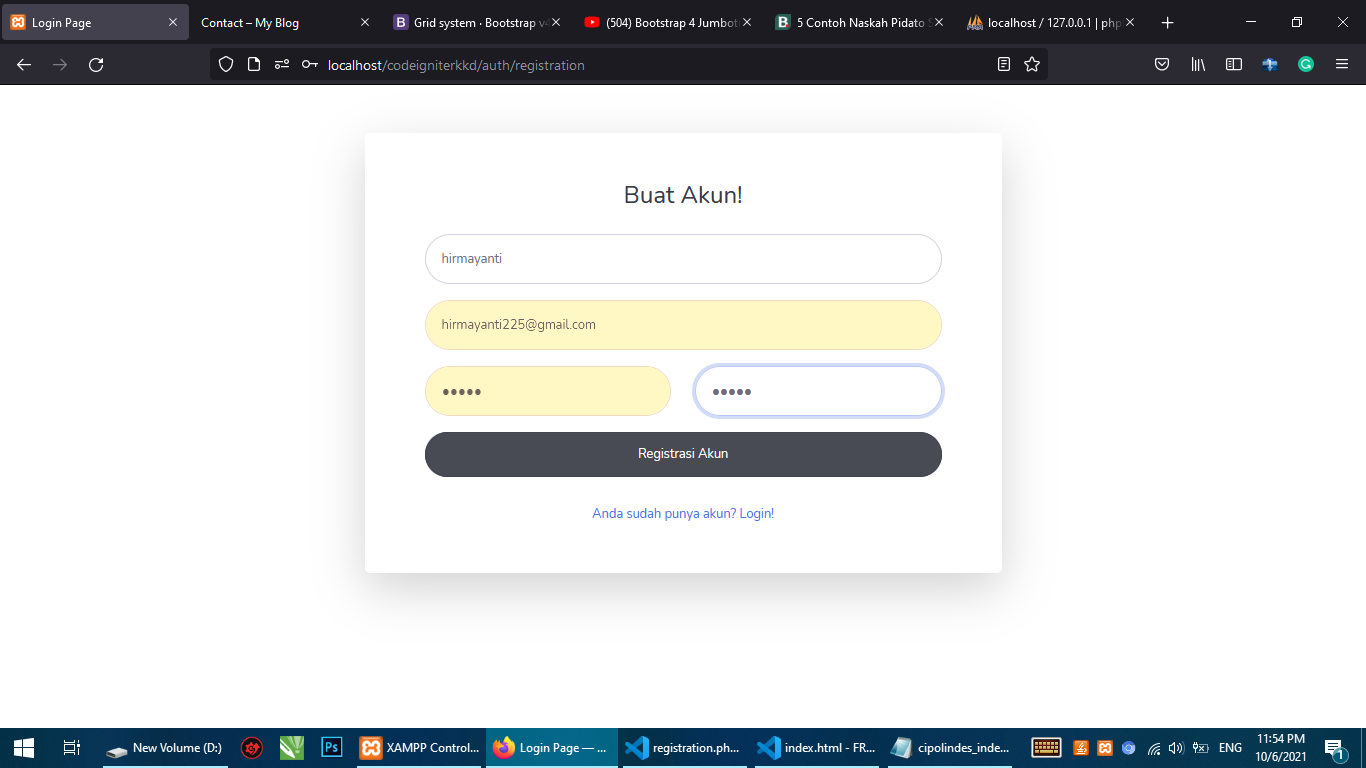 Login Page
Contact – My Blog
Grid system · Bootstrap v4
(504) Bootstrap 4 Jumbot
5 Contoh Naskah Pidato S
localhost / 127.0.0.1 | php
localhost/codeigniterkkd/auth/registration
Buat Akun!
hirmayanti
hirmayanti225@gmail.com
Registrasi Akun
Anda sudah punya akun? Login!
New Volume (D:)
Ps
XAMPP Control...
Login Page — ...
registration.ph...
index.html - FR...
cipolindes_inde...
ENG
11:54 PM
10/6/2021
1